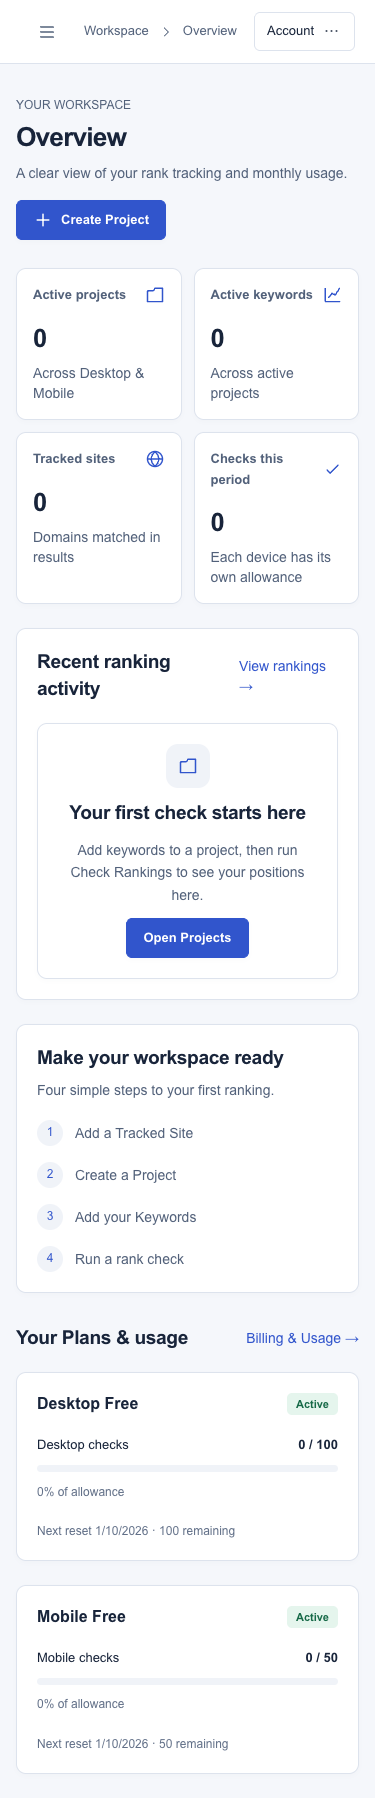 Workspace > Overview
Account ···
YOUR WORKSPACE
Overview
A clear view of your rank tracking and monthly usage.
+ Create Project
Active projects
0
Across Desktop &
Mobile
Active keywords
0
Across active
projects
Tracked sites
0
Domains matched in
results
Checks this
period
0
Each device has its
own allowance
Recent ranking
activity
View rankings
→
Your first check starts here
Add keywords to a project, then run
Check Rankings to see your positions
here.
Open Projects
Make your workspace ready
Four simple steps to your first ranking.
1 Add a Tracked Site
2 Create a Project
3 Add your Keywords
4 Run a rank check
Your Plans & usage
Billing & Usage →
Desktop Free
Active
Desktop checks
0 / 100
0% of allowance
Next reset 1/10/2026 · 100 remaining
Mobile Free
Active
Mobile checks
0 / 50
0% of allowance
Next reset 1/10/2026 · 50 remaining